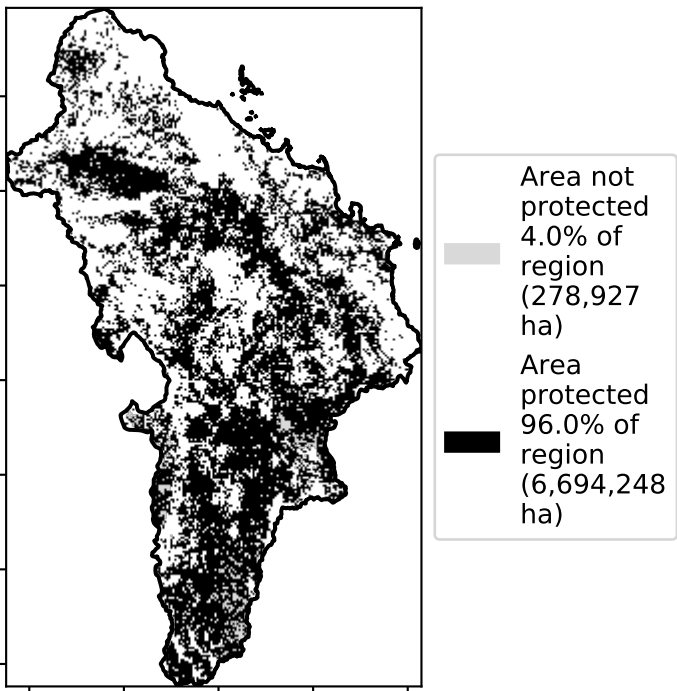 Area not
protected
4.0% of
region
(278,927
ha)
Area
protected
96.0% of
region
(6,694,248
ha)